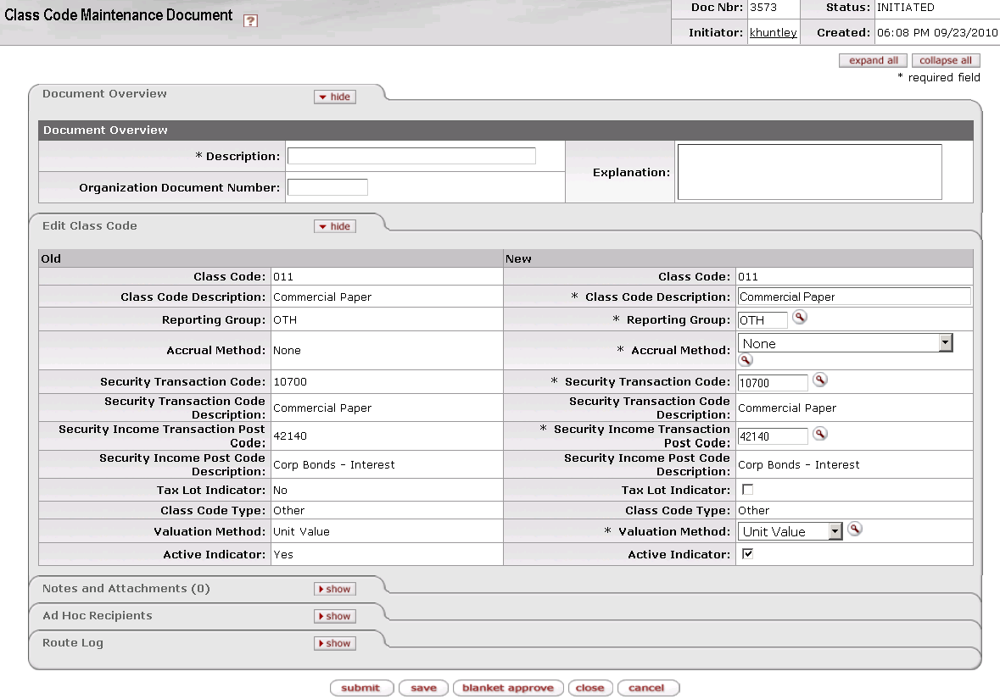 Class Code Maintenance Document ?
Doc Nbr: 3573 Status: INITIATED
Initiator: khuntley Created: 06:08 PM 09/23/2010
expand all collapse all
* required field
Document Overview hide
Document Overview
* Description:
Explanation:
Organization Document Number:
Edit Class Code hide
Old New
Class Code: 011 Class Code: 011
Class Code Description: Commercial Paper * Class Code Description: Commercial Paper
Reporting Group: OTH * Reporting Group: OTH
Accrual Method: None * Accrual Method: None
Security Transaction Code: 10700 * Security Transaction Code: 10700
Security Transaction Code Description: Commercial Paper Security Transaction Code Description: Commercial Paper
Security Income Transaction Post Code: 42140 * Security Income Transaction Post Code: 42140
Security Income Post Code Description: Corp Bonds - Interest Security Income Post Code Description: Corp Bonds - Interest
Tax Lot Indicator: No Tax Lot Indicator:
Class Code Type: Other Class Code Type: Other
Valuation Method: Unit Value * Valuation Method: Unit Value
Active Indicator: Yes Active Indicator:
Notes and Attachments (0) show
Ad Hoc Recipients show
Route Log show
submit save blanket approve close cancel